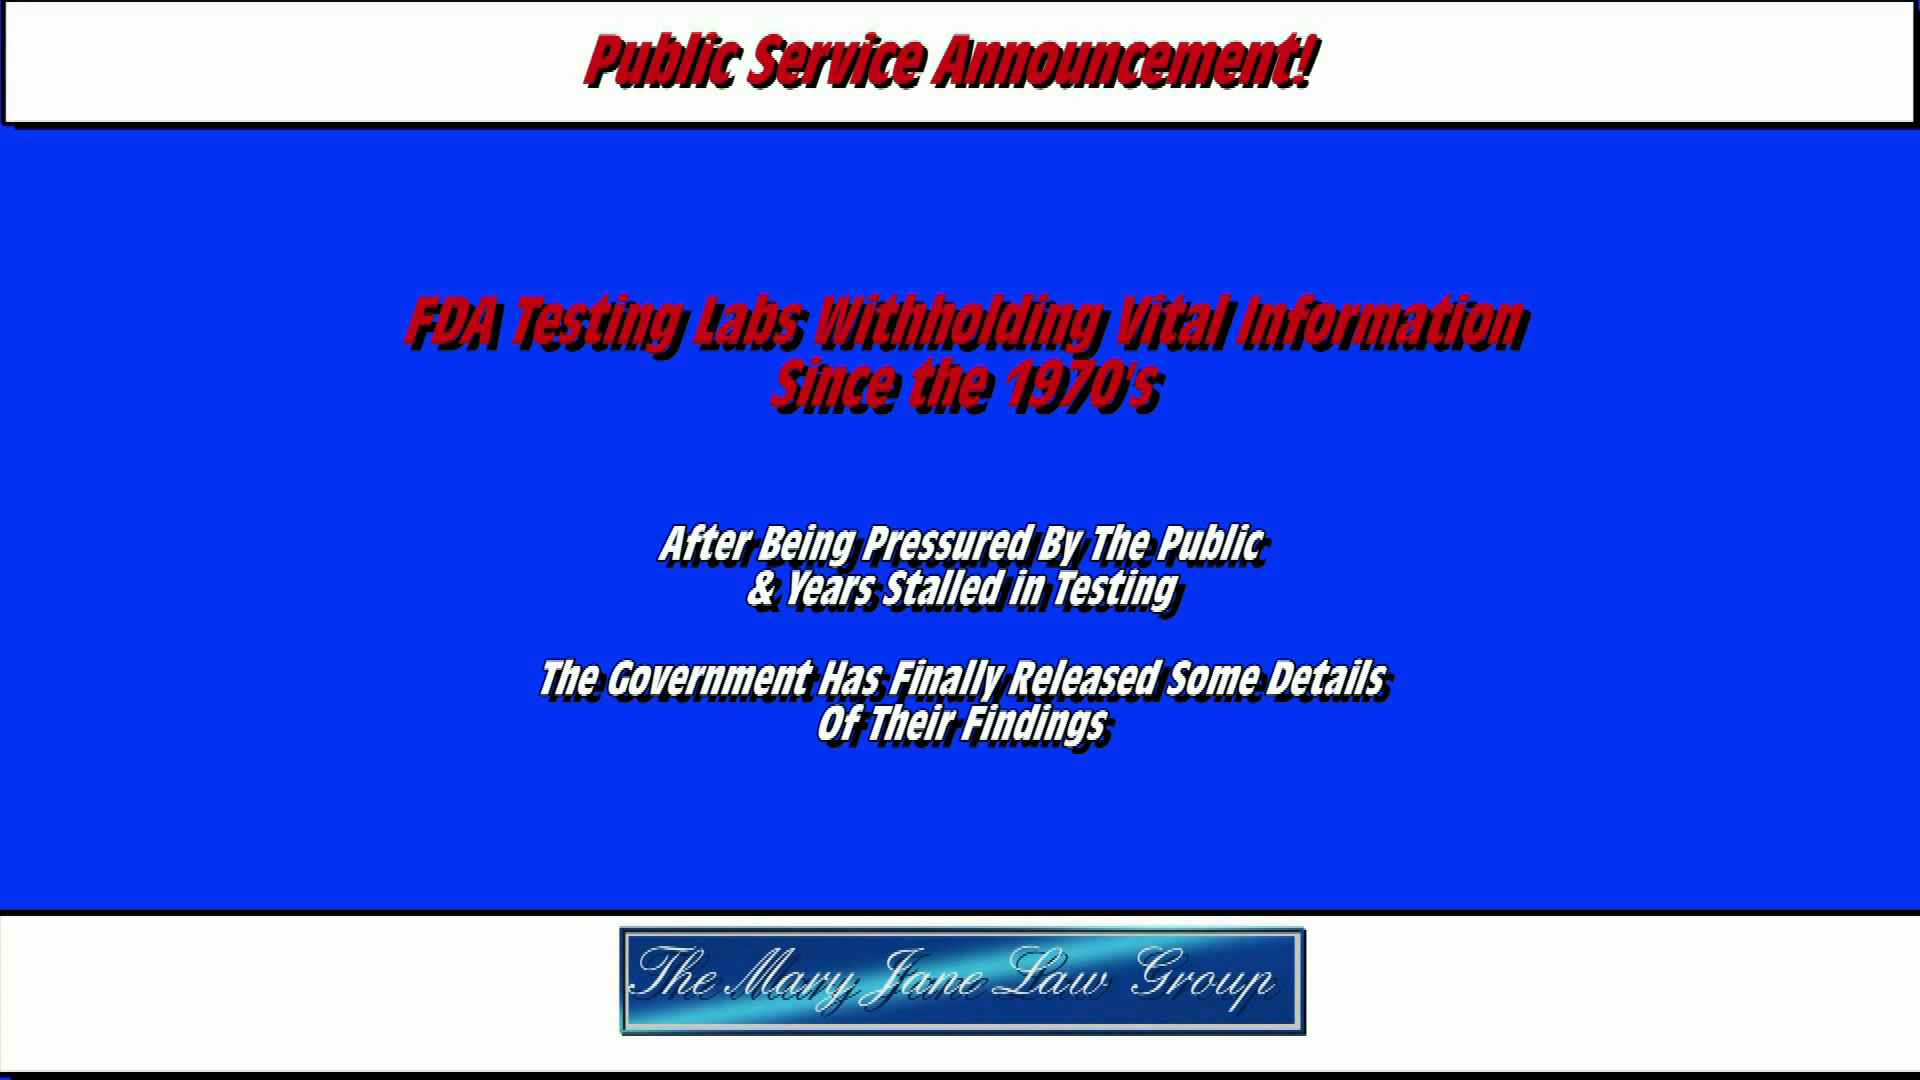 Public Service Announcement!
FDA Testing Labs Withholding Vital Information
Since the 1970's
After Being Pressured By The Public
& Years Stalled in Testing
The Government Has Finally Released Some Details
Of Their Findings
The Mary Jane Law Group